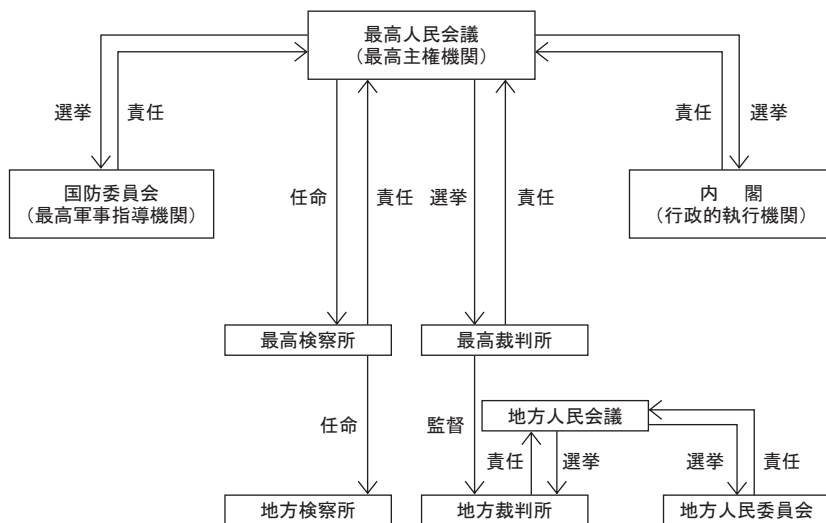 最高人民会議
（最高主権機関）
選挙
責任
責任
選挙
国防委員会
（最高軍事指導機関）
任命
責任
選挙
責任
内　閣
（行政的執行機関）
最高検察所
最高裁判所
任命
監督
地方人民会議
責任
選挙
選挙
責任
地方検察所
地方裁判所
地方人民委員会